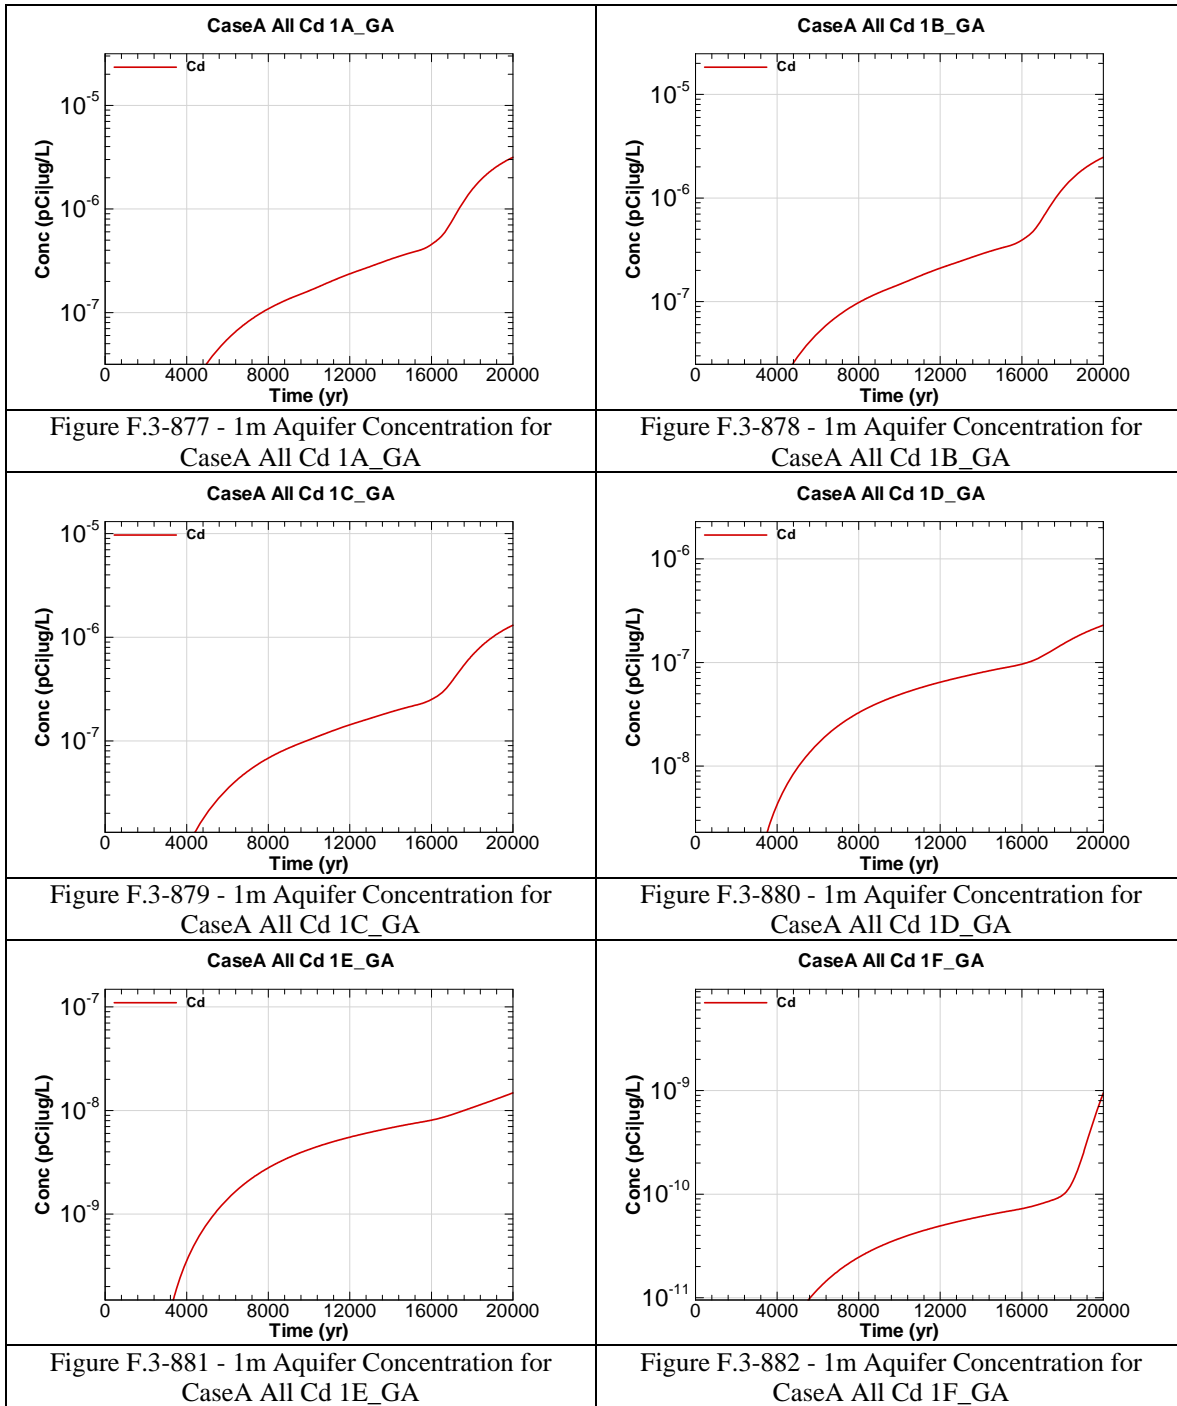 CaseA All Cd 1A_GA
Cd
10^-5
10^-6
10^-7
Conc (pCi|ug/L)
0 4000 8000 12000 16000 20000
Time (yr)
Figure F.3-877 - 1m Aquifer Concentration for
CaseA All Cd 1A_GA
CaseA All Cd 1B_GA
Cd
10^-5
10^-6
10^-7
Conc (pCi|ug/L)
0 4000 8000 12000 16000 20000
Time (yr)
Figure F.3-878 - 1m Aquifer Concentration for
CaseA All Cd 1B_GA
CaseA All Cd 1C_GA
Cd
10^-5
10^-6
10^-7
Conc (pCi|ug/L)
0 4000 8000 12000 16000 20000
Time (yr)
Figure F.3-879 - 1m Aquifer Concentration for
CaseA All Cd 1C_GA
CaseA All Cd 1D_GA
Cd
10^-6
10^-7
10^-8
Conc (pCi|ug/L)
0 4000 8000 12000 16000 20000
Time (yr)
Figure F.3-880 - 1m Aquifer Concentration for
CaseA All Cd 1D_GA
CaseA All Cd 1E_GA
Cd
10^-7
10^-8
10^-9
Conc (pCi|ug/L)
0 4000 8000 12000 16000 20000
Time (yr)
Figure F.3-881 - 1m Aquifer Concentration for
CaseA All Cd 1E_GA
CaseA All Cd 1F_GA
Cd
10^-9
10^-10
10^-11
Conc (pCi|ug/L)
0 4000 8000 12000 16000 20000
Time (yr)
Figure F.3-882 - 1m Aquifer Concentration for
CaseA All Cd 1F_GA